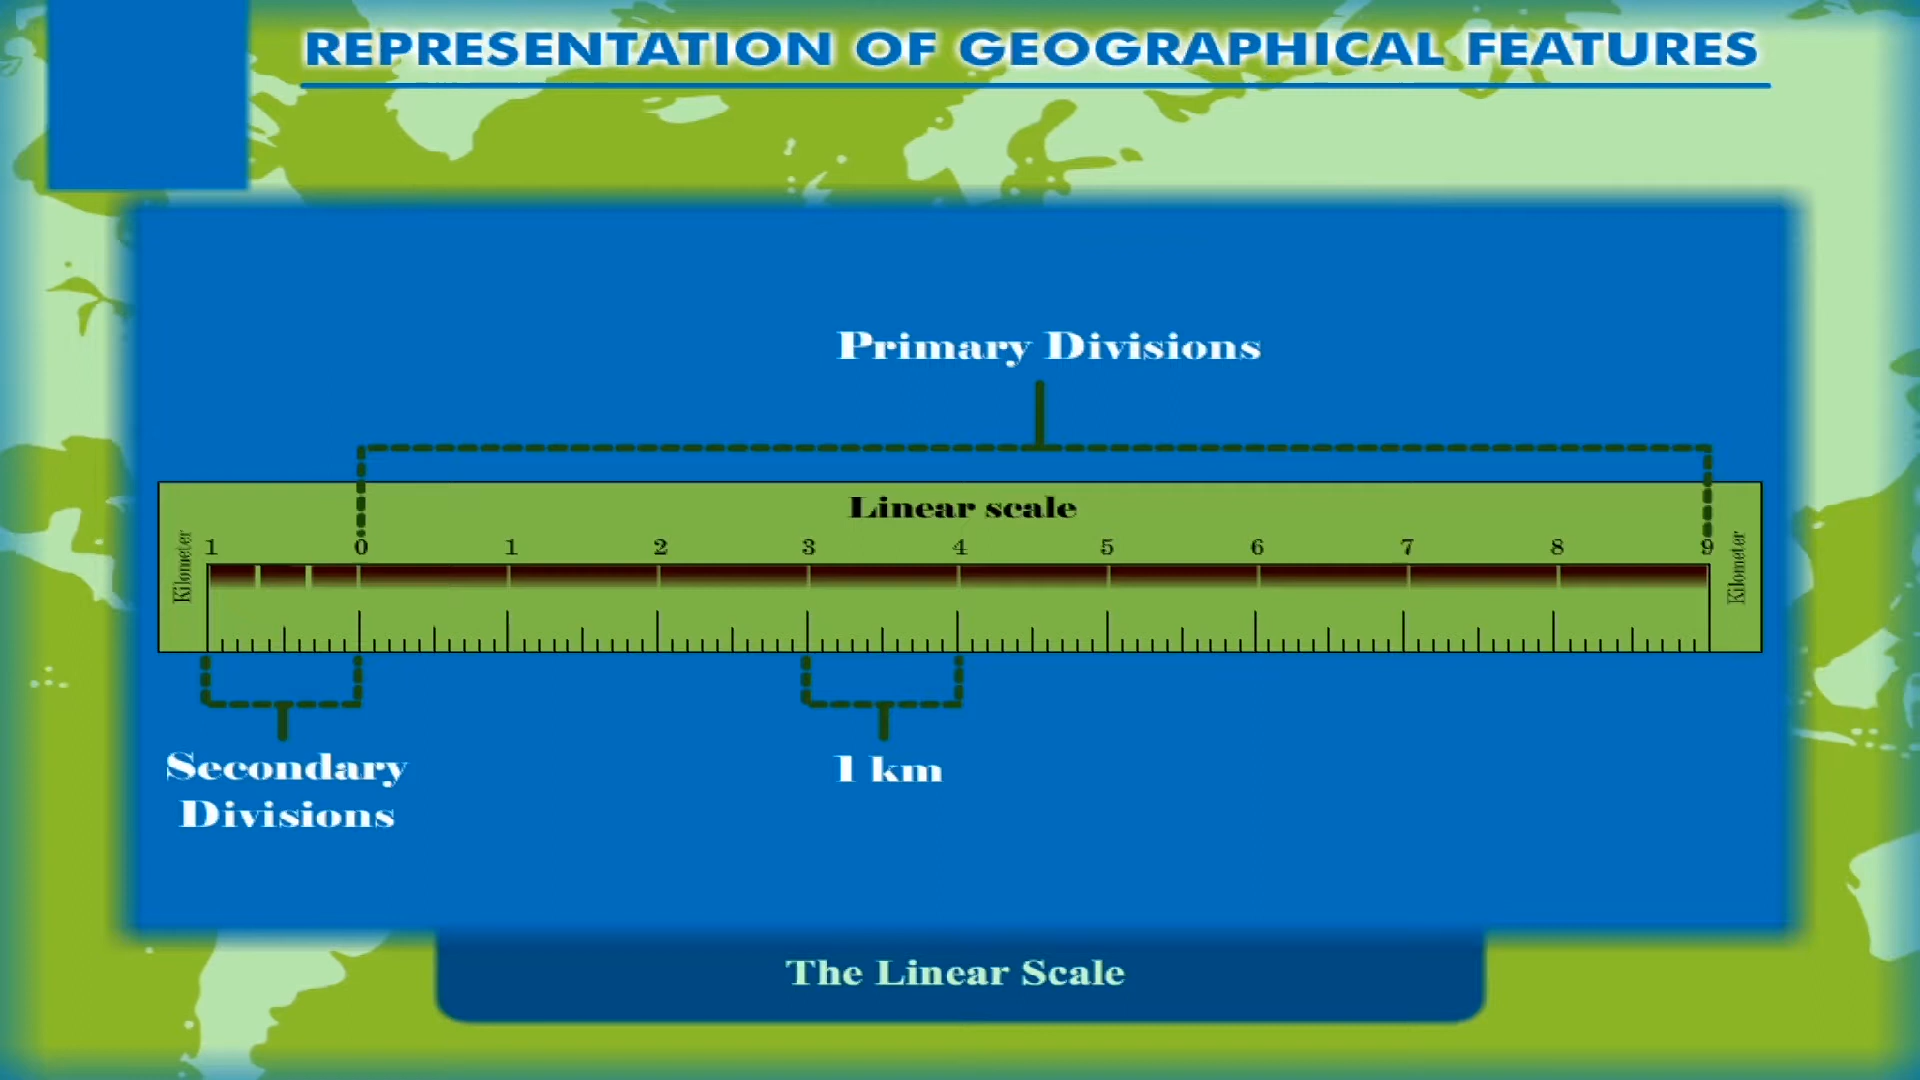 REPRESENTATION OF GEOGRAPHICAL FEATURES
Primary Divisions
Linear scale
Kilometer
1 0 1 2 3 4 5 6 7 8 9
Kilometer
Secondary
Divisions
1 km
The Linear Scale